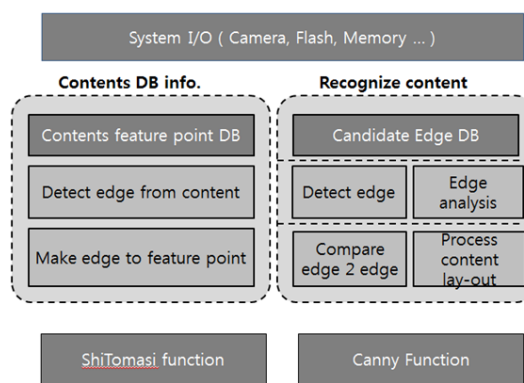 System I/O ( Camera, Flash, Memory ... )
Contents DB info.
Recognize content
Contents feature point DB
Detect edge from content
Make edge to feature point
Candidate Edge DB
Detect edge
Edge
analysis
Compare
edge 2 edge
Process
content
lay-out
ShiTomasi function
Canny Function